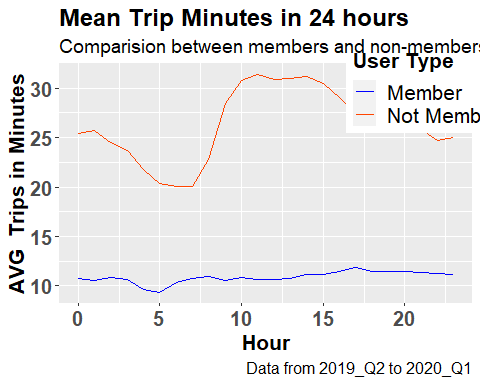 Mean Trip Minutes in 24 hours
Comparision between members and non-members
User Type
Member
Not Memb
AVG Trips in Minutes
30
25
20
15
10
0
5
10
15
20
Hour
Data from 2019_Q2 to 2020_Q1